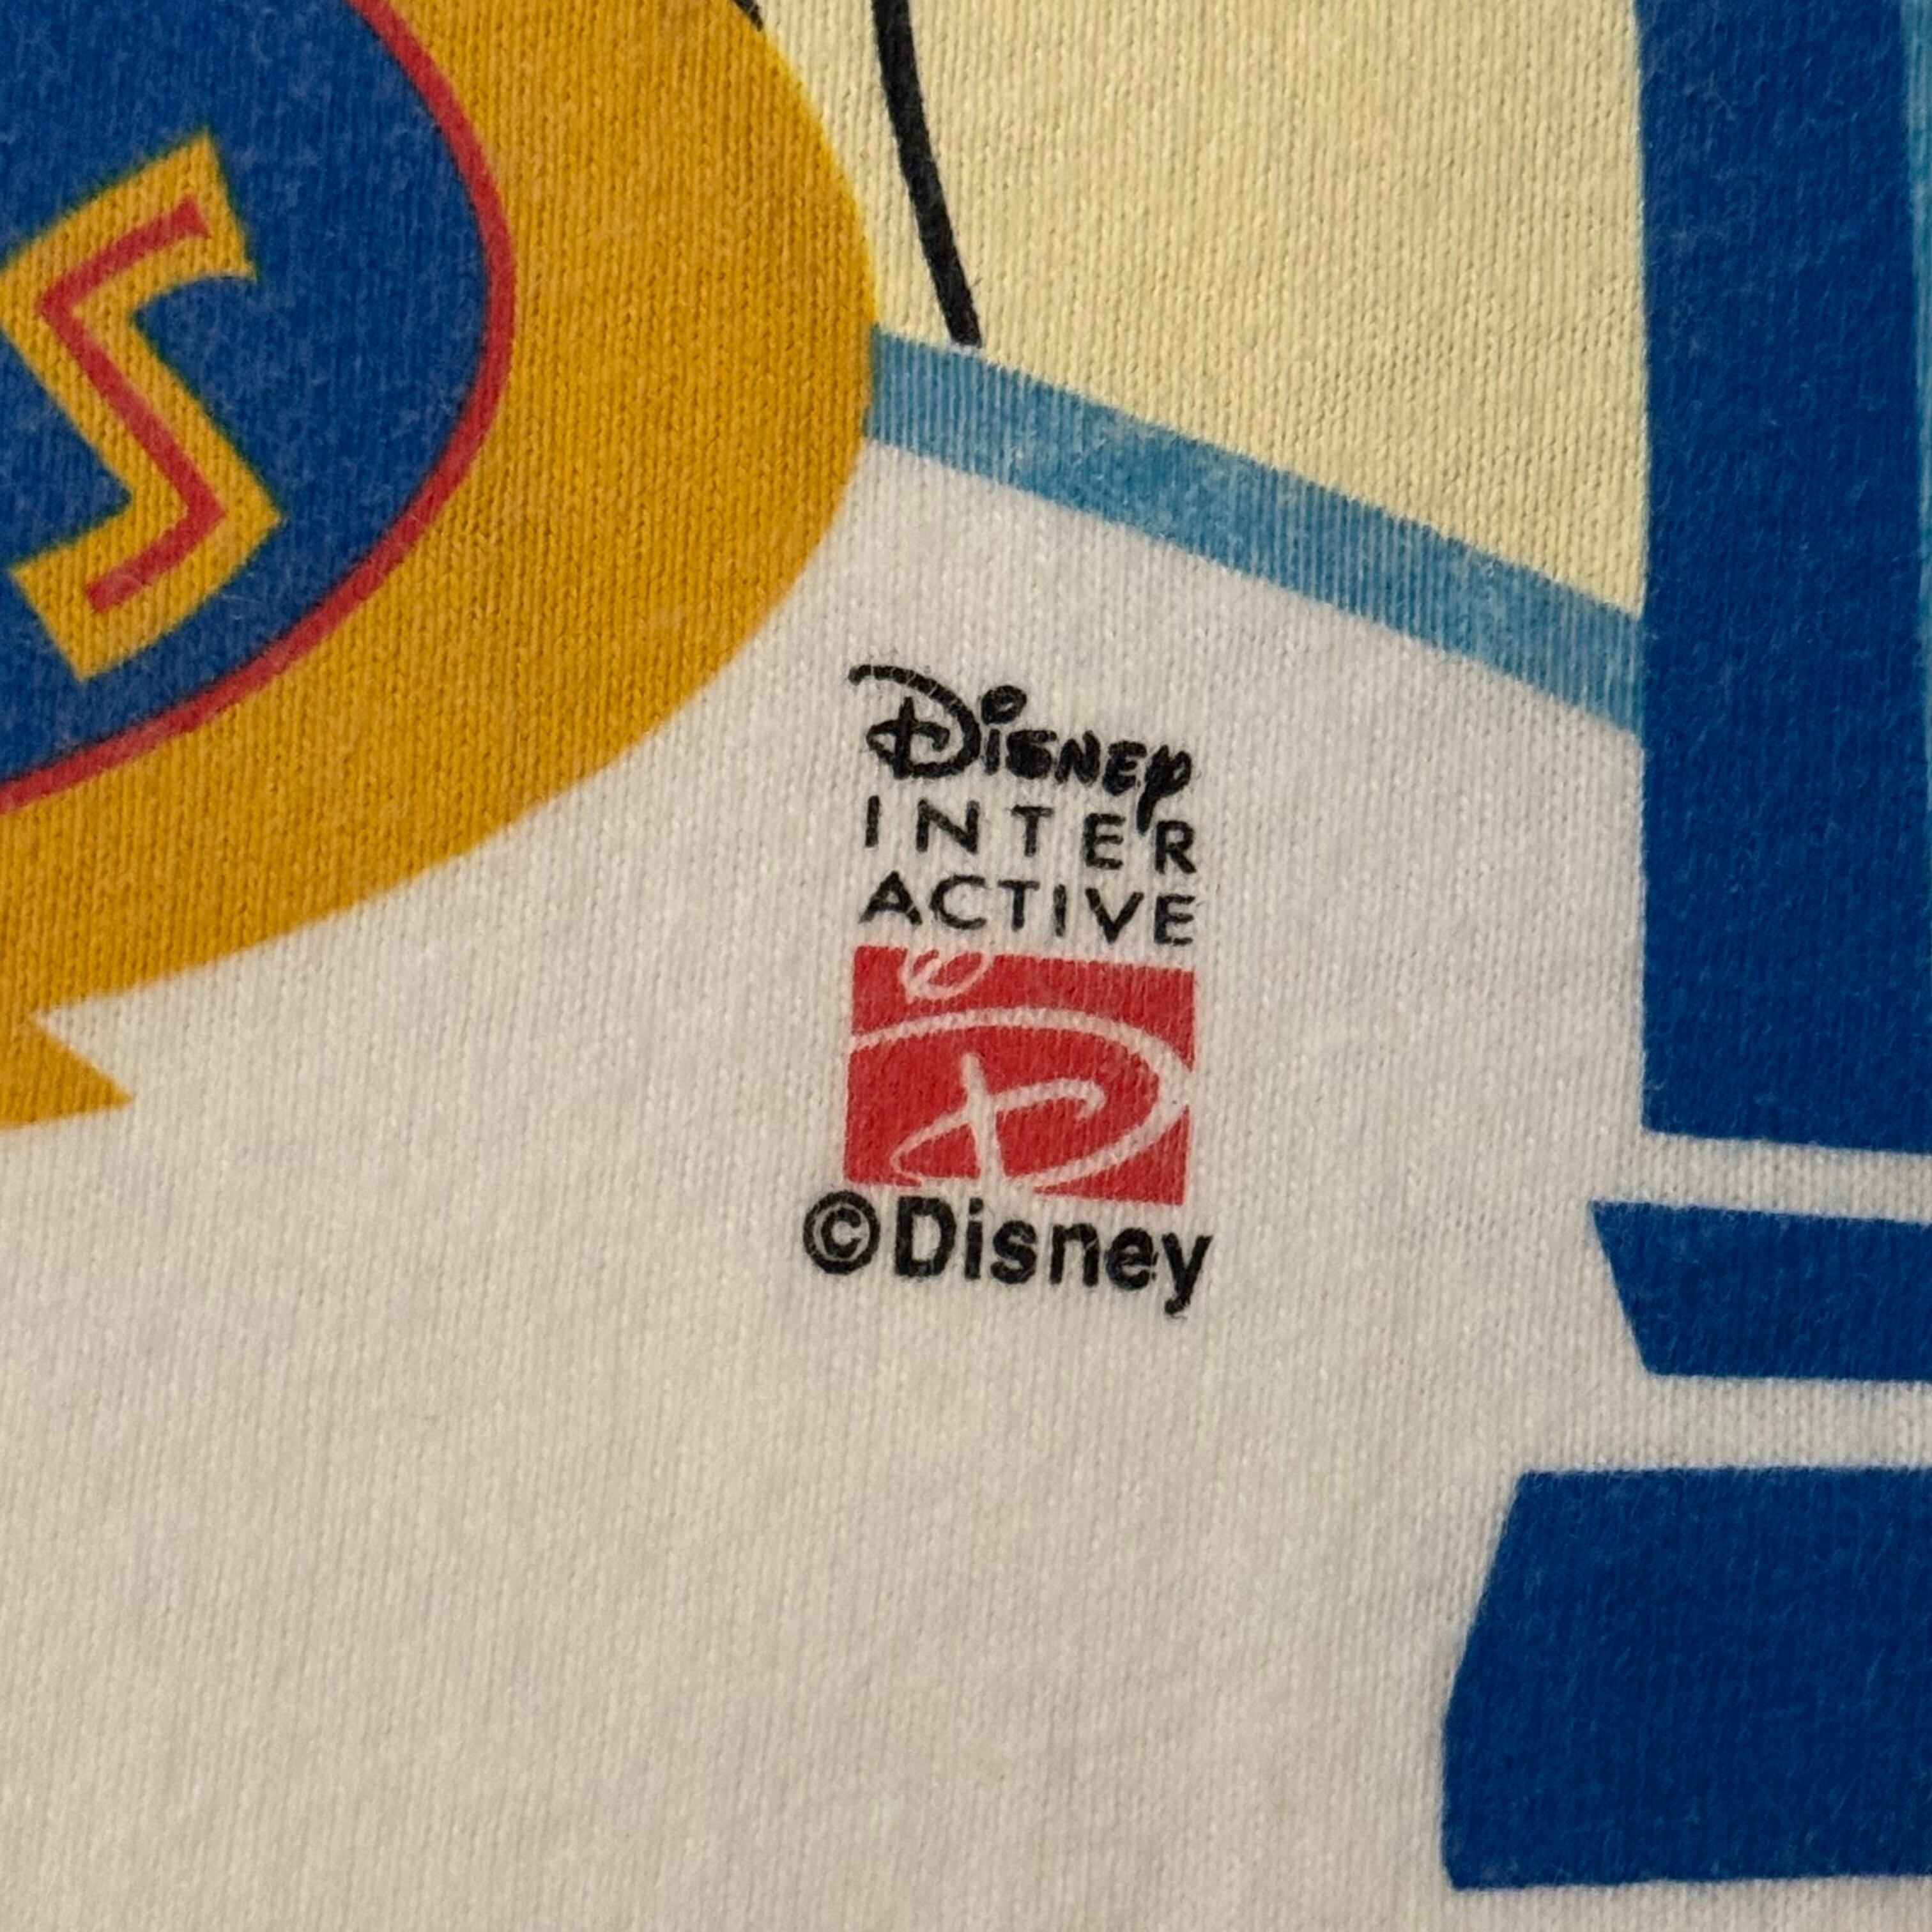 S
Disney
INTER
ACTIVE
D
©Disney